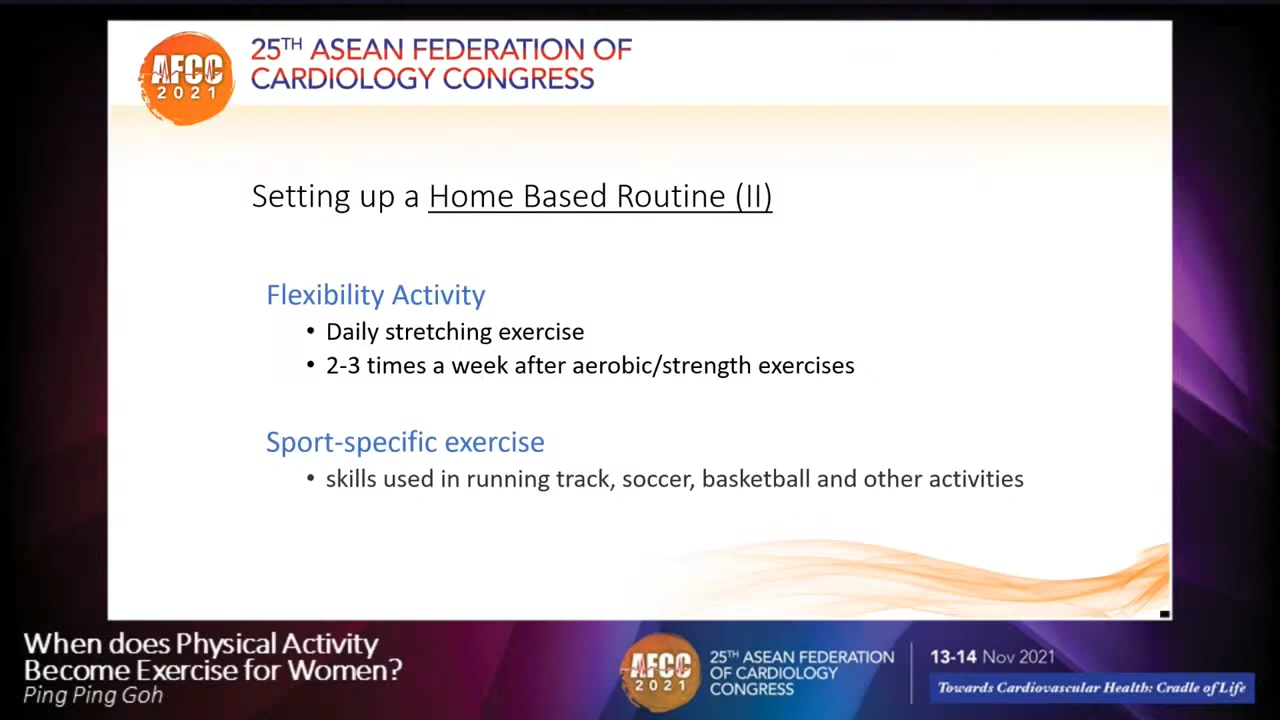 AFCC
2021
25TH ASEAN FEDERATION OF
CARDIOLOGY CONGRESS
Setting up a Home Based Routine (II)
Flexibility Activity
• Daily stretching exercise
• 2-3 times a week after aerobic/strength exercises
Sport-specific exercise
• skills used in running track, soccer, basketball and other activities
When does Physical Activity
Become Exercise for Women?
Ping Ping Goh
AFCC
2021
25TH ASEAN FEDERATION
OF CARDIOLOGY
CONGRESS
13-14 Nov 2021
Towards Cardiovascular Health: Cradle of Life